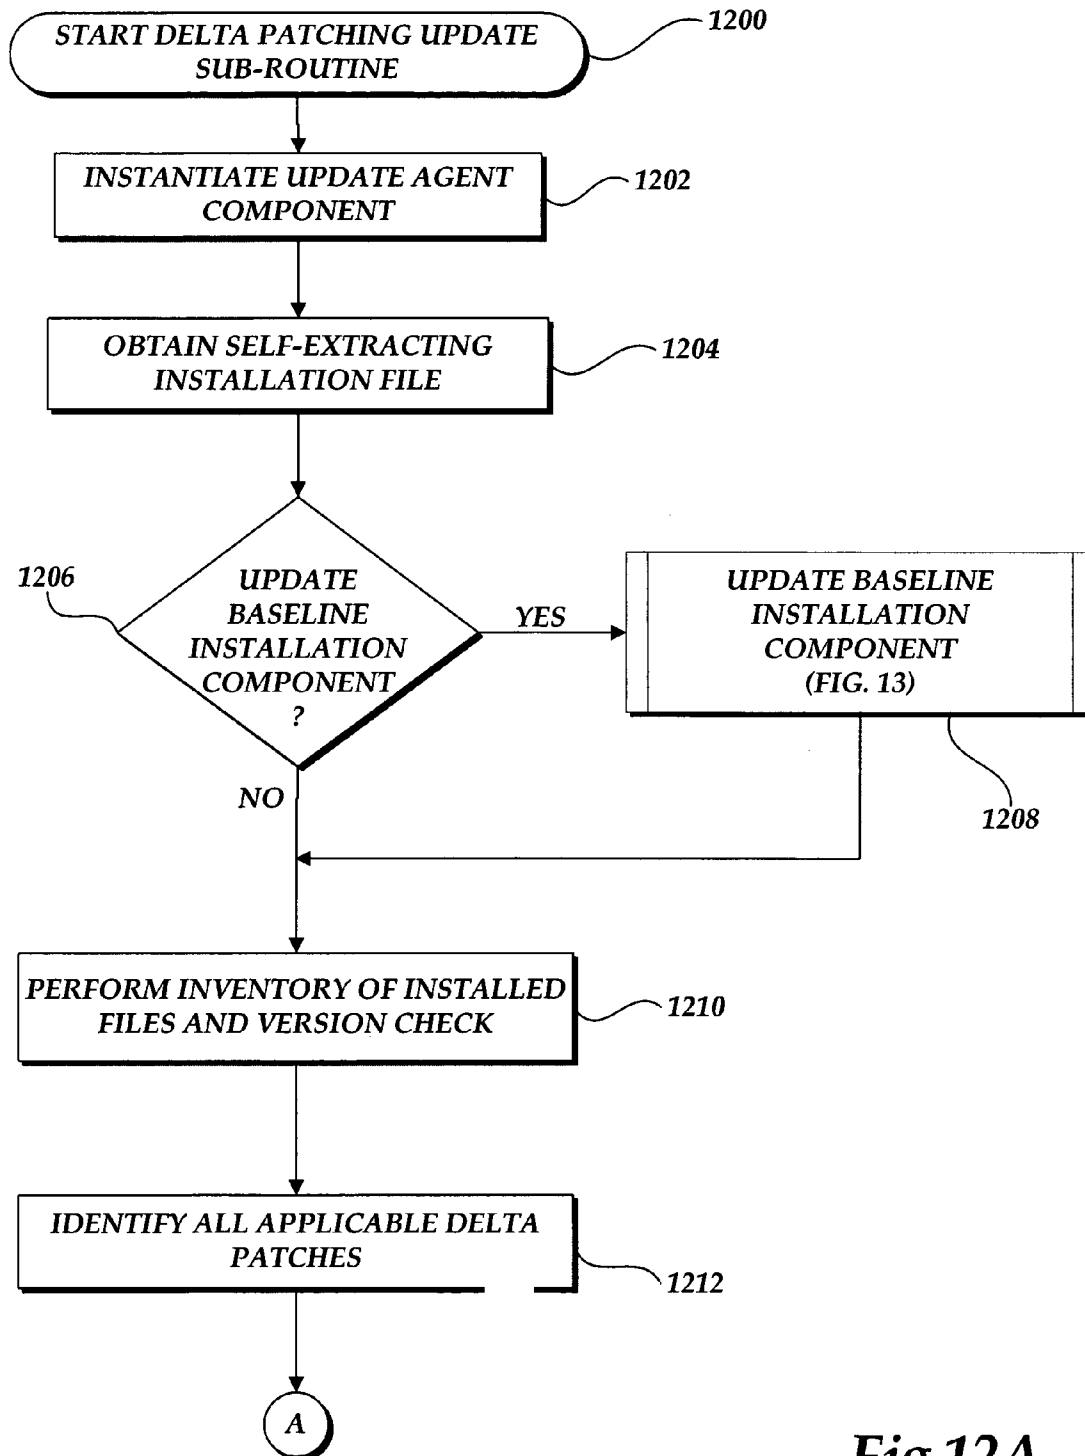 START DELTA PATCHING UPDATE
SUB-ROUTINE
1200
INSTANTIATE UPDATE AGENT
COMPONENT
1202
OBTAIN SELF-EXTRACTING
INSTALLATION FILE
1204
1206
UPDATE
BASELINE
INSTALLATION
COMPONENT
?
YES
UPDATE BASELINE
INSTALLATION
COMPONENT
(FIG. 13)
1208
NO
PERFORM INVENTORY OF INSTALLED
FILES AND VERSION CHECK
1210
IDENTIFY ALL APPLICABLE DELTA
PATCHES
1212
A
Fig.12A